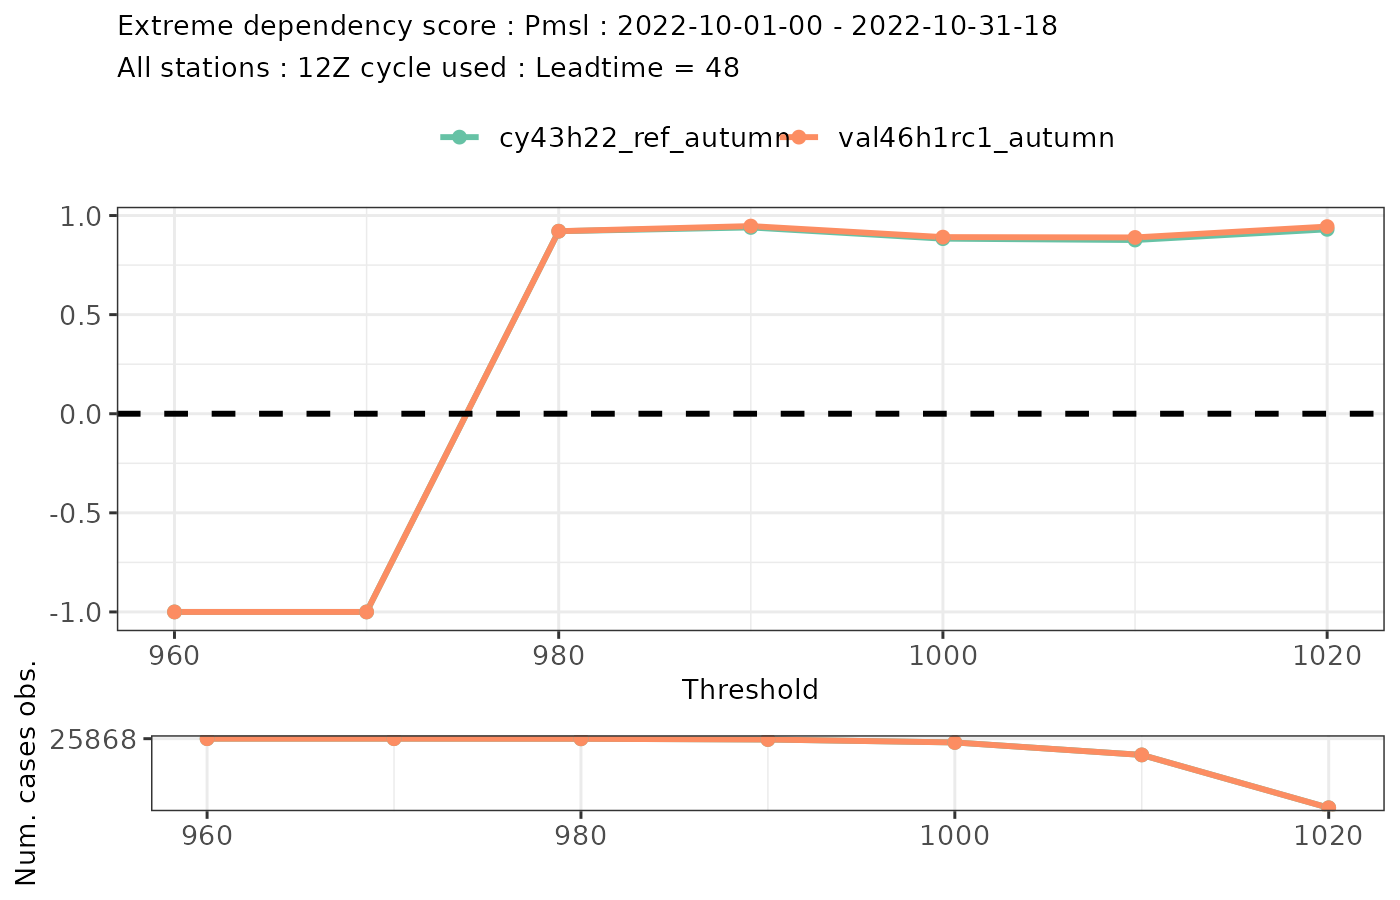 Extreme dependency score : Pmsl : 2022-10-01-00 - 2022-10-31-18
All stations : 12Z cycle used : Leadtime = 48
cy43h22_ref_autumn val46h1rc1_autumn
1.0
0.5
0.0
-0.5
-1.0
960 980 1000 1020
Threshold
Num. cases obs.
25868
960 980 1000 1020